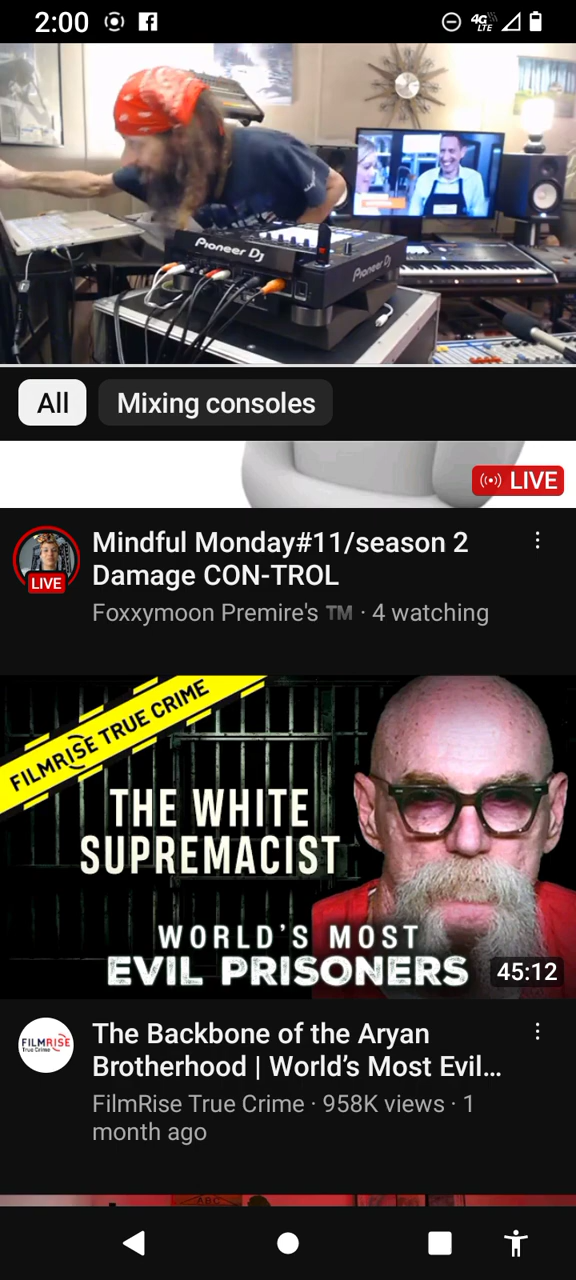 2:00
4G
LTE
Pioneer Dj
Pioneer Dj
All
Mixing consoles
LIVE
Mindful Monday#11/season 2
Damage CON-TROL
LIVE
Foxxymoon Premire's ™️ · 4 watching
FILMRISE TRUE CRIME
THE WHITE
SUPREMACIST
WORLD'S MOST
EVIL PRISONERS
45:12
FILMRISE
True Crime
The Backbone of the Aryan
Brotherhood | World’s Most Evil...
FilmRise True Crime · 958K views · 1
month ago
ABC